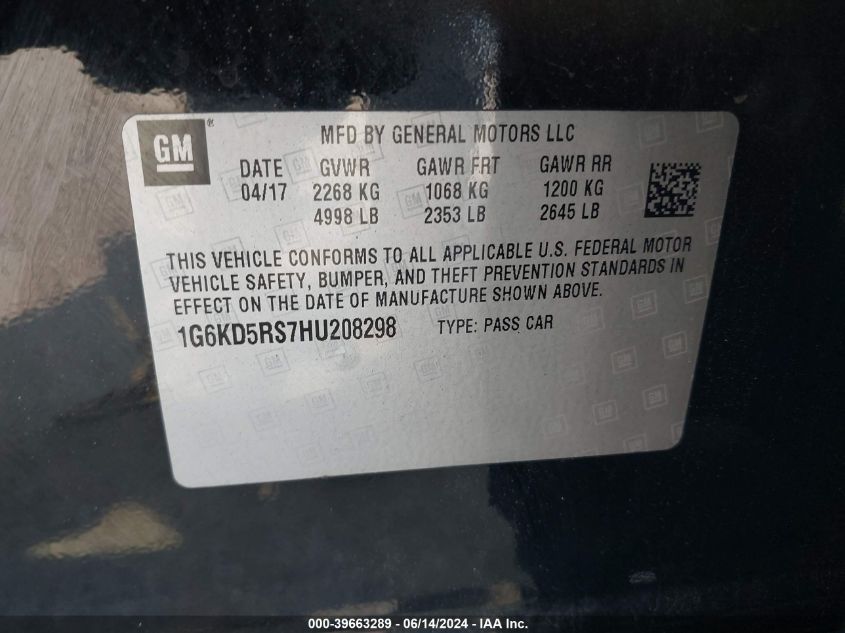 GM ®
MFD BY GENERAL MOTORS LLC
DATE GVWR GAWR FRT GAWR RR
04/17 2268 KG 1068 KG 1200 KG
4998 LB 2353 LB 2645 LB
THIS VEHICLE CONFORMS TO ALL APPLICABLE U.S. FEDERAL MOTOR
VEHICLE SAFETY, BUMPER, AND THEFT PREVENTION STANDARDS IN
EFFECT ON THE DATE OF MANUFACTURE SHOWN ABOVE.
1G6KD5RS7HU208298 TYPE: PASS CAR
000-39663289 - 06/14/2024 - IAA Inc.